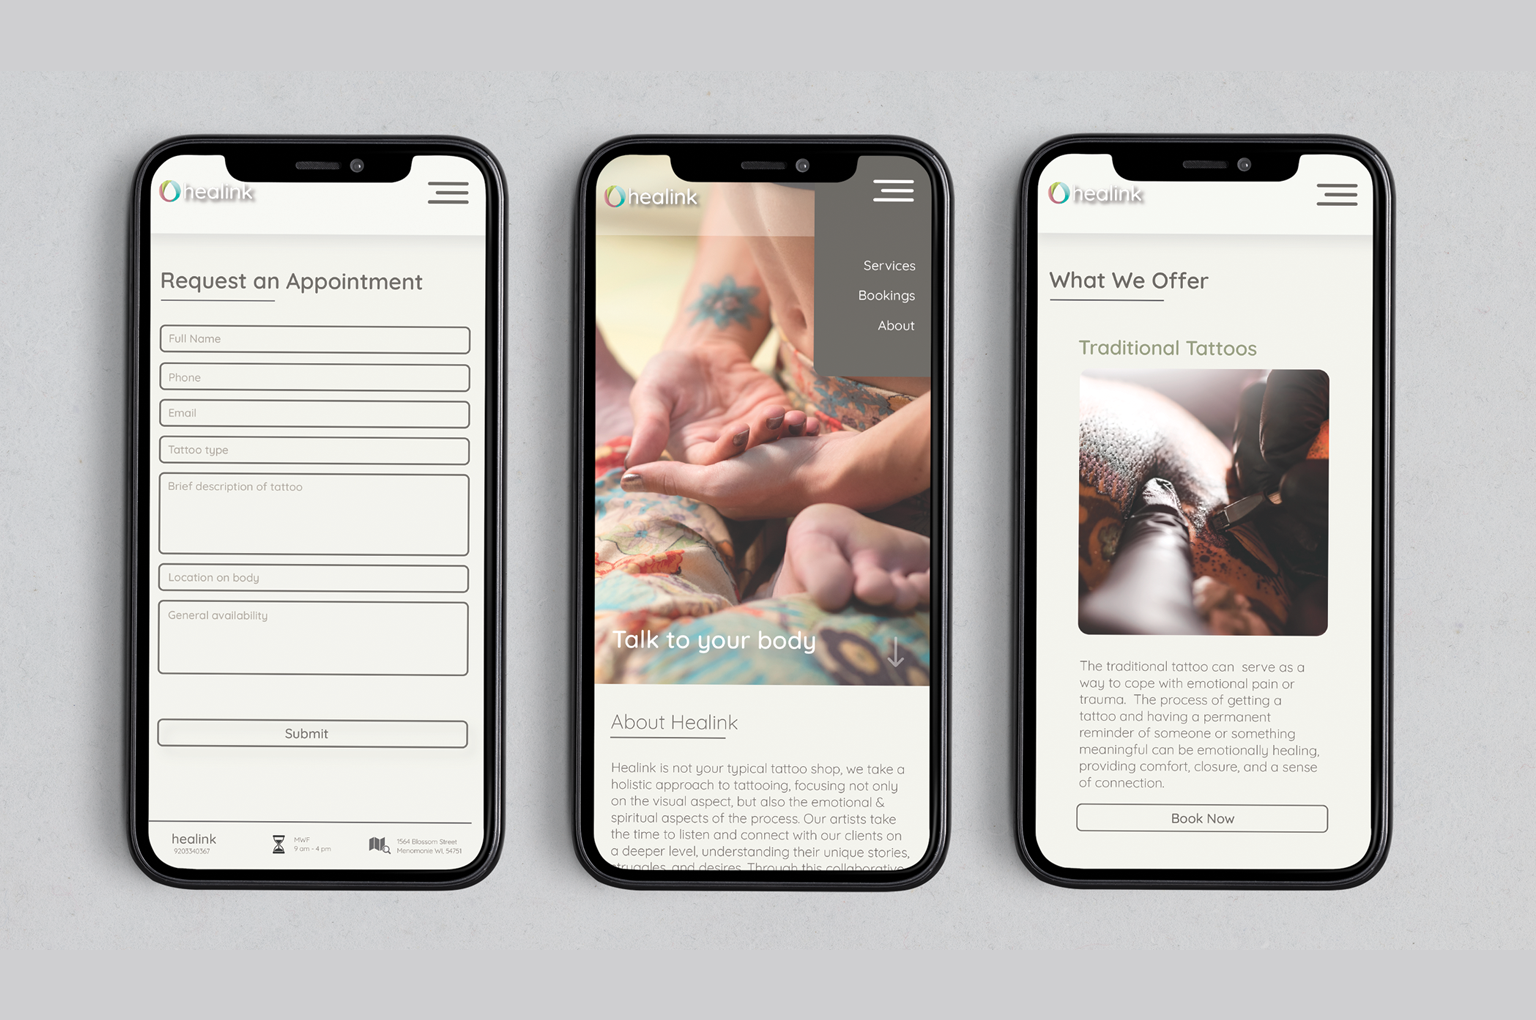 healink
Request an Appointment
Full Name
Phone
Email
Tattoo type
Brief description of tattoo
Location on body
General availability
Submit
healink
9203340367
MWF
9 am - 4 pm
1564 Blossom Street
Menomonie WI, 54751
healink
Services
Bookings
About
Talk to your body
About Healink
Healink is not your typical tattoo shop, we take a
holistic approach to tattooing, focusing not only
on the visual aspect, but also the emotional &
spiritual aspects of the process. Our artists take
the time to listen and connect with our clients on
a deeper level, understanding their unique stories,
struggles, and desires. Through this collaborative
healink
What We Offer
Traditional Tattoos
The traditional tattoo can serve as a
way to cope with emotional pain or
trauma. The process of getting a
tattoo and having a permanent
reminder of someone or something
meaningful can be emotionally healing,
providing comfort, closure, and a sense
of connection.
Book Now